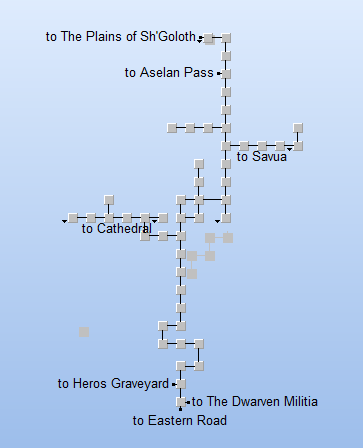 to The Plains of Sh'Goloth
to Aselan Pass
to Savua
to Cathedral
to Heros Graveyard
to The Dwarven Militia
to Eastern Road